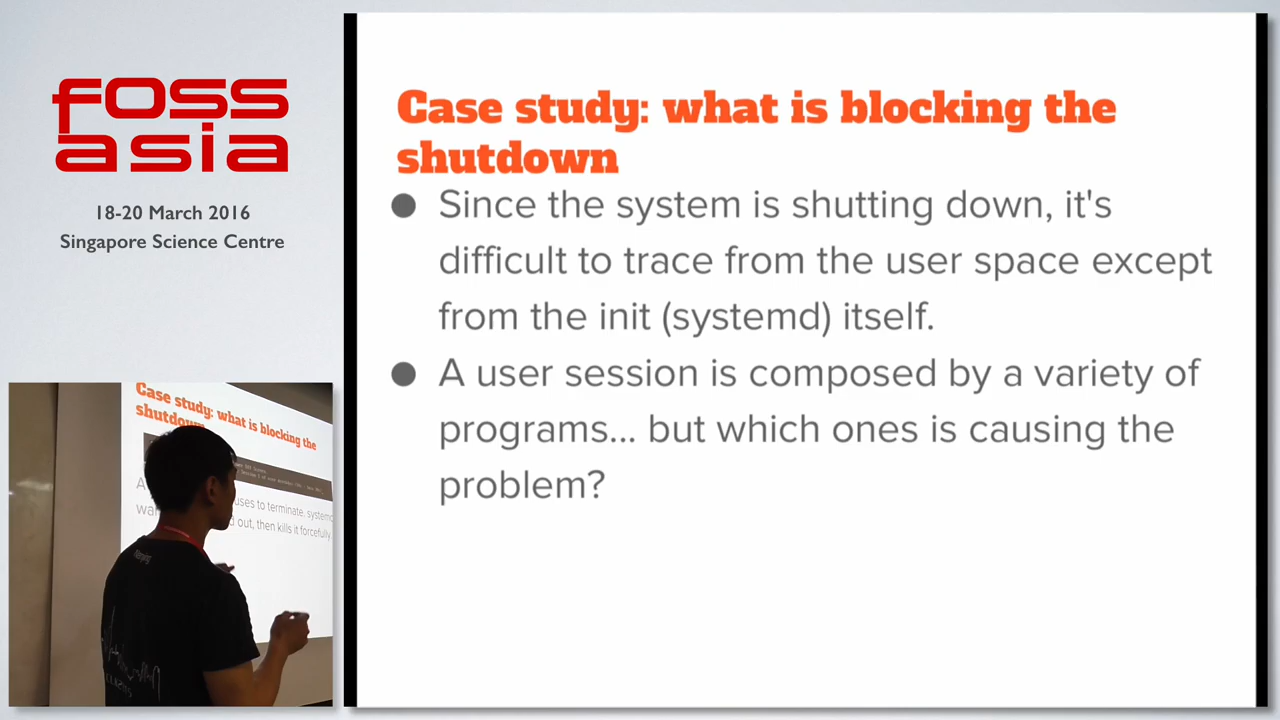 foss
asia
18-20 March 2016
Singapore Science Centre
Case study: what is blocking the
shutdown
● Since the system is shutting down, it's
difficult to trace from the user space except
from the init (systemd) itself.
● A user session is composed by a variety of
programs... but which ones is causing the
problem?
Case study: what is blocking the
shutdown
uses to terminate. systemd
out, then kills it forcefully